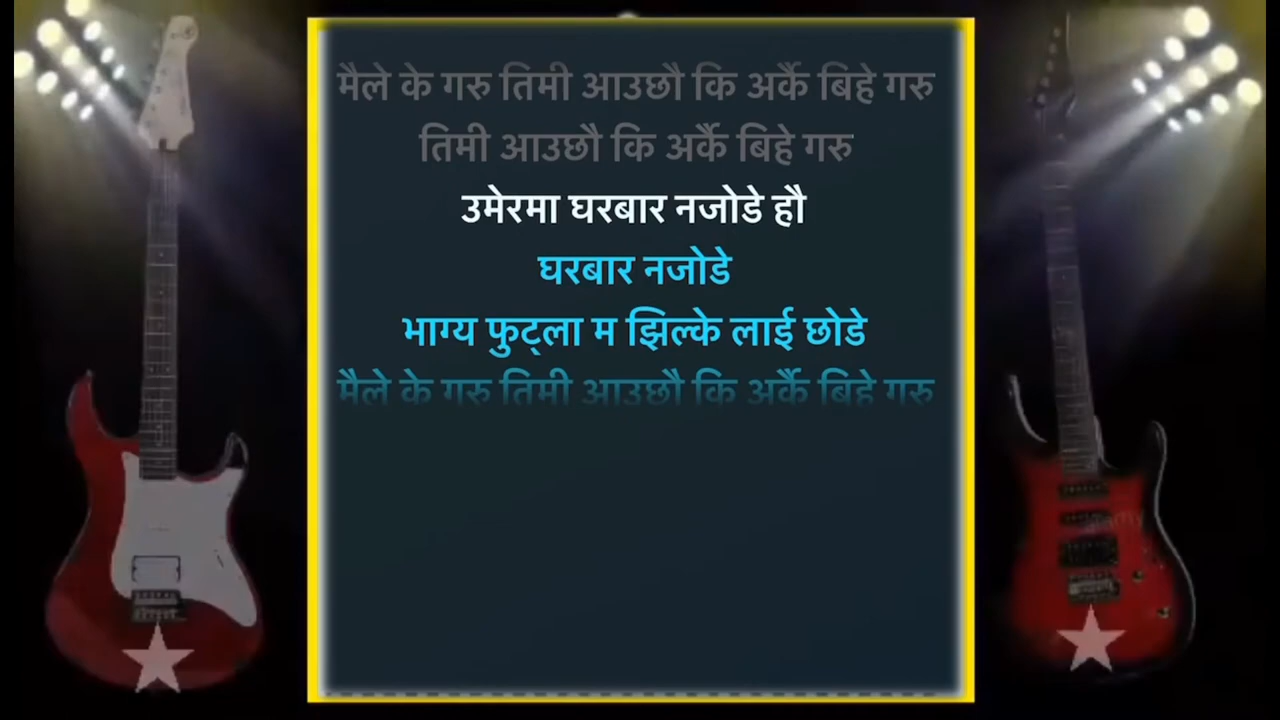 मैले के गरु तिमी आउछौ कि अर्कै बिहे गरु
तिमी आउछौ कि अर्कै बिहे गरु
उमेरमा घरबार नजोडे हौ
घरबार नजोडे
भाग्य फुट्ला म झिल्के लाई छोडे
मैले के गरु तिमी आउछौ कि अर्कै बिहे गरु